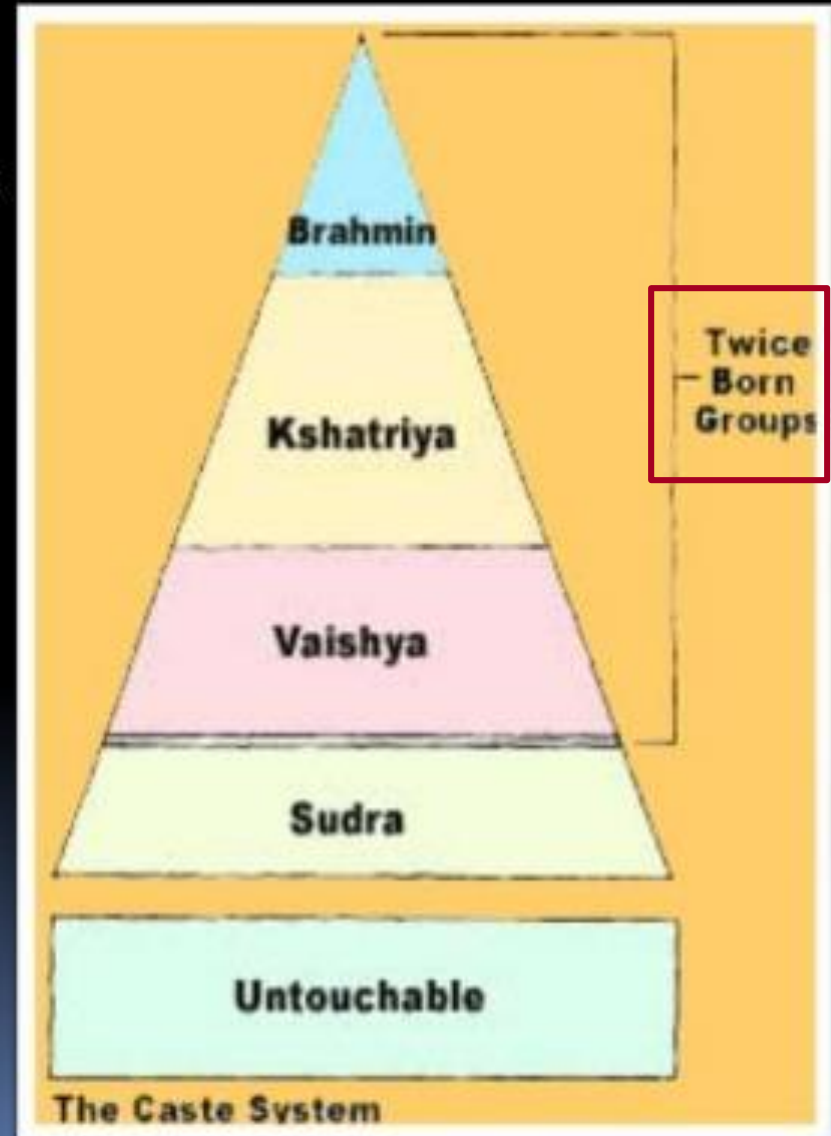 Brahmin
Kshatriya
Twice
Born
Groups
Vaishya
Sudra
Untouchable
The Caste System